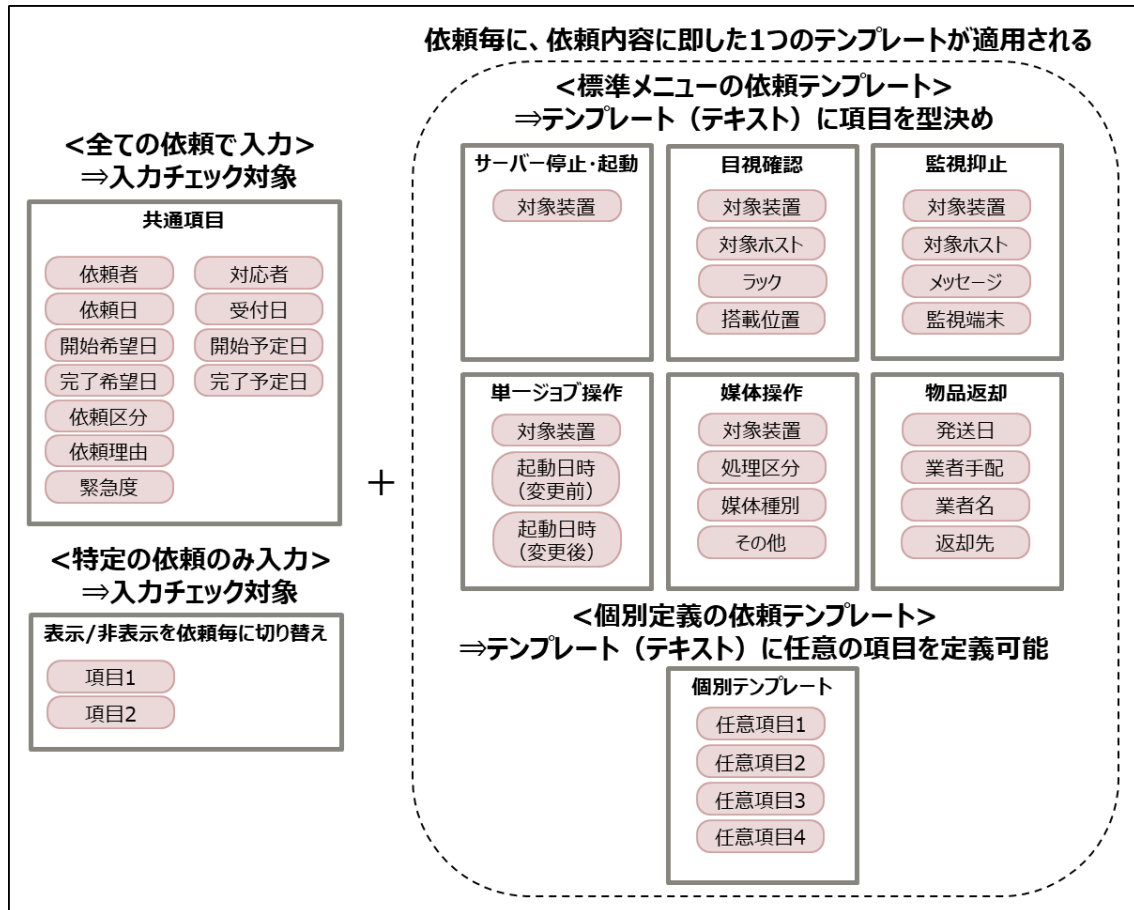 依頼毎に、依頼内容に即した1つのテンプレートが適用される
<標準メニューの依頼テンプレート>
⇒テンプレート（テキスト）に項目を型決め
<全ての依頼で入力>
⇒入力チェック対象
共通項目
依頼者
対応者
依頼日
受付日
開始希望日
開始予定日
完了希望日
完了予定日
依頼区分
依頼理由
緊急度
<特定の依頼のみ入力>
⇒入力チェック対象
表示/非表示を依頼毎に切り替え
項目1
項目2
+
サーバー停止・起動
対象装置
目視確認
対象装置
対象ホスト
ラック
搭載位置
監視抑止
対象装置
対象ホスト
メッセージ
監視端末
単一ジョブ操作
対象装置
起動日時
（変更前）
起動日時
（変更後）
媒体操作
対象装置
処理区分
媒体種別
その他
物品返却
発送日
業者手配
業者名
返却先
<個別定義の依頼テンプレート>
⇒テンプレート（テキスト）に任意の項目を定義可能
個別テンプレート
任意項目1
任意項目2
任意項目3
任意項目4